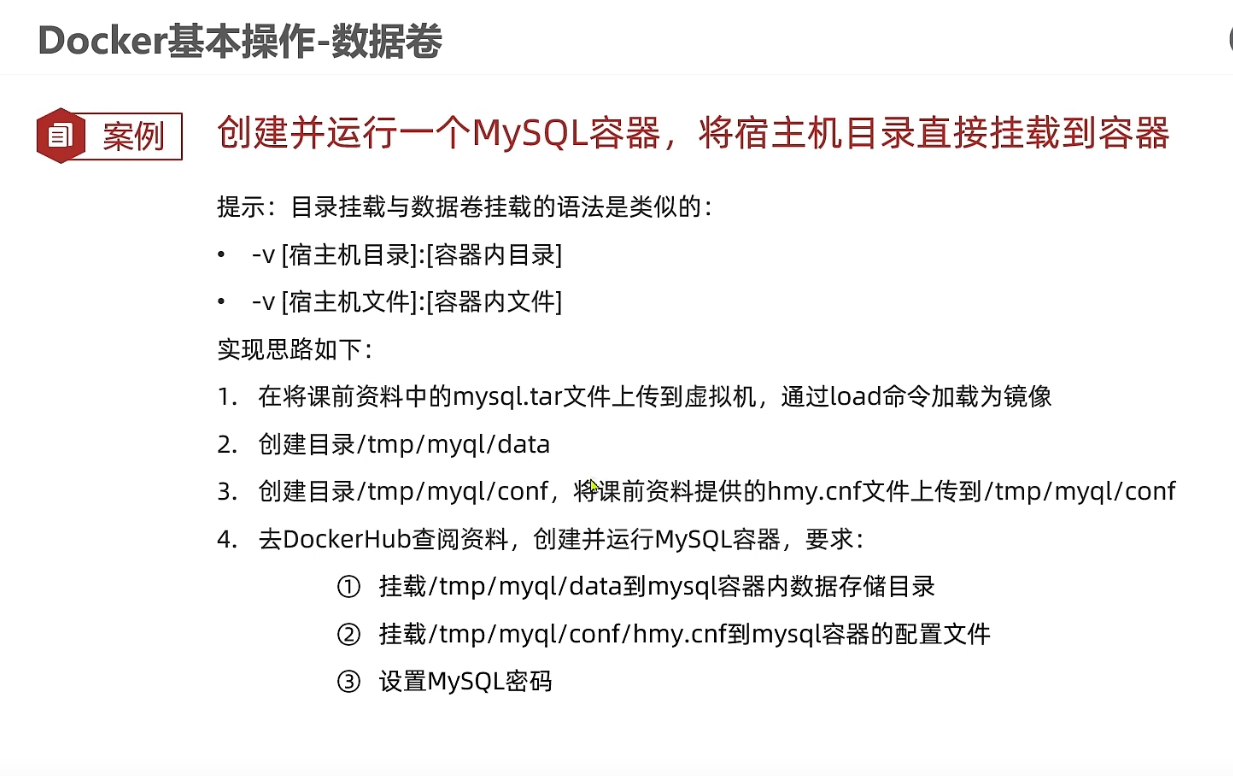 Docker基本操作-数据卷
案例
创建并运行一个MySQL容器，将宿主机目录直接挂载到容器
提示：目录挂载与数据卷挂载的语法是类似的：
• -v [宿主机目录]:[容器内目录]
• -v [宿主机文件]:[容器内文件]
实现思路如下：
1. 在将课前资料中的mysql.tar文件上传到虚拟机，通过load命令加载为镜像
2. 创建目录/tmp/myql/data
3. 创建目录/tmp/myql/conf，将课前资料提供的hmy.cnf文件上传到/tmp/myql/conf
4. 去DockerHub查阅资料，创建并运行MySQL容器，要求：
① 挂载/tmp/myql/data到mysql容器内数据存储目录
② 挂载/tmp/myql/conf/hmy.cnf到mysql容器的配置文件
③ 设置MySQL密码